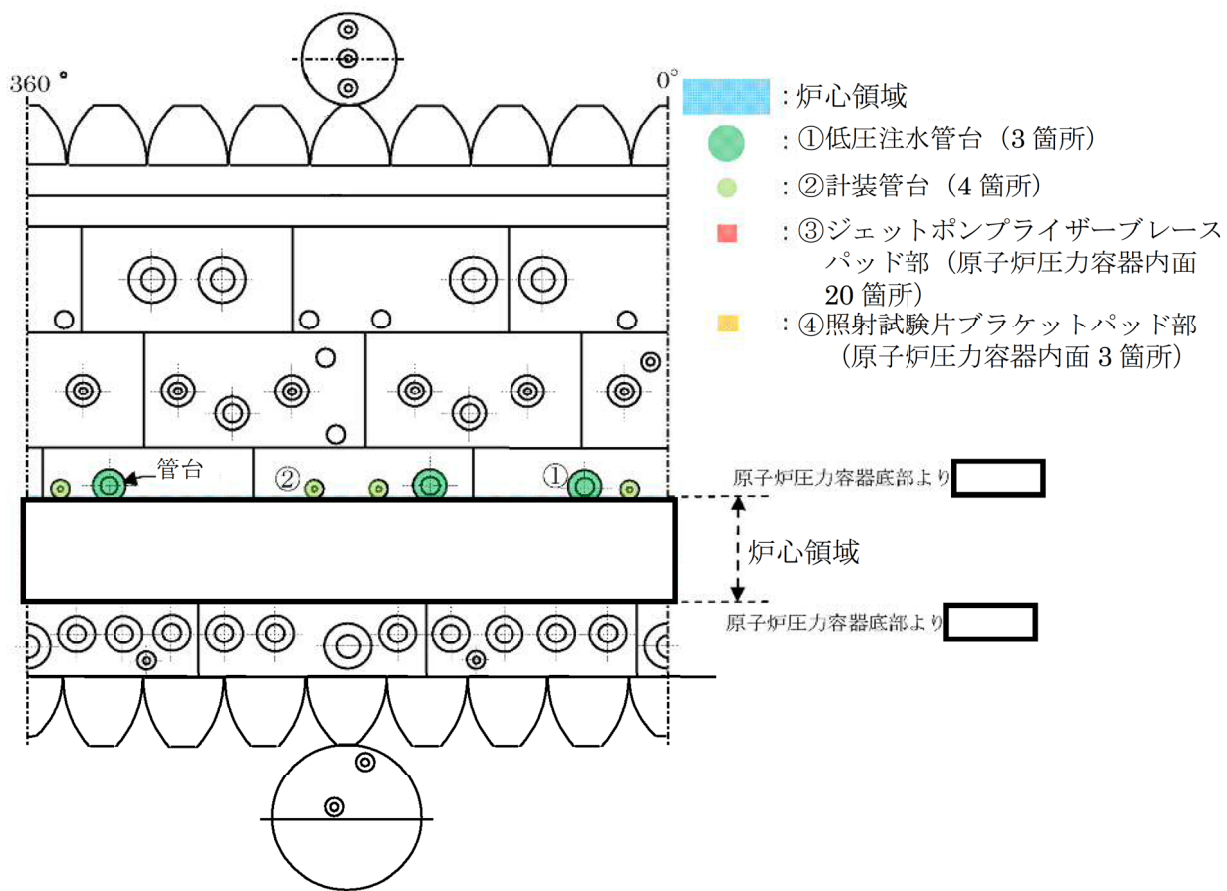 360°
0°
：炉心領域
：①低圧注水管台（3 箇所）
：②計装管台（4 箇所）
：③ジェットポンプライザーブレース
パッド部（原子炉圧力容器内面
20 箇所）
：④照射試験片ブラケットパッド部
（原子炉圧力容器内面 3 箇所）
管台
②
①
原子炉圧力容器底部より
炉心領域
原子炉圧力容器底部より